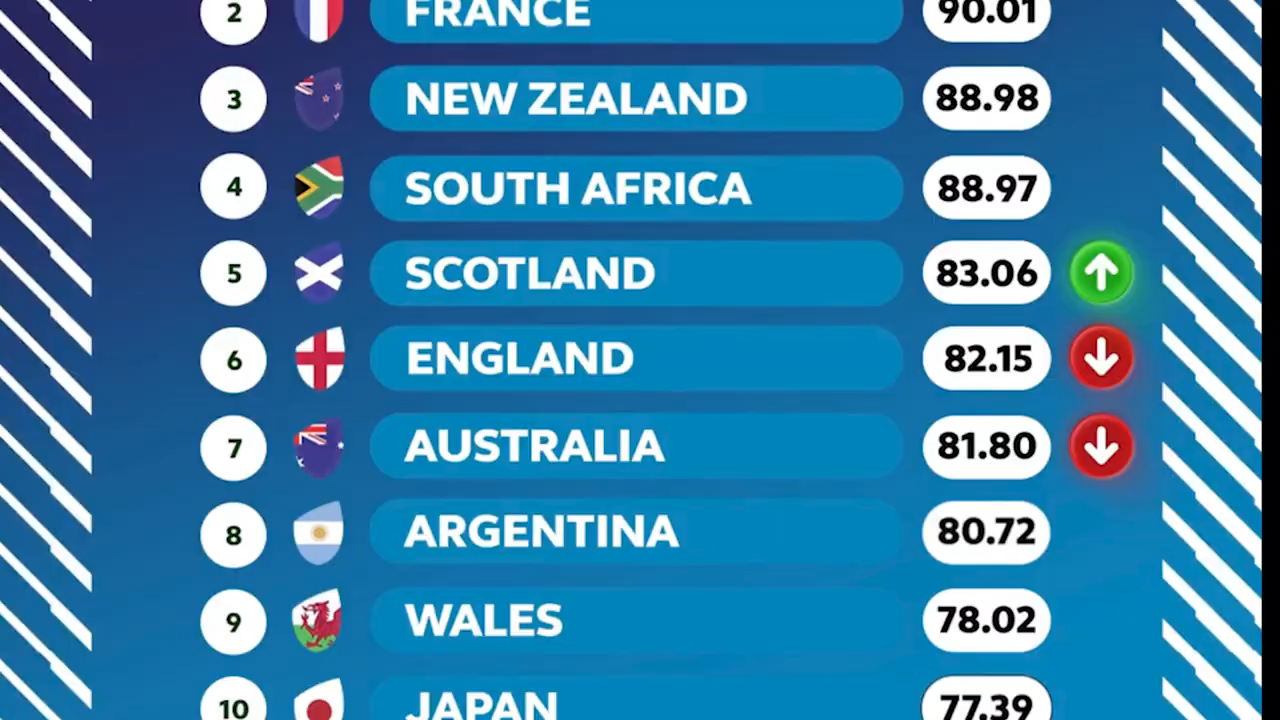 2 FRANCE 90.01
3 NEW ZEALAND 88.98
4 SOUTH AFRICA 88.97
5 SCOTLAND 83.06
6 ENGLAND 82.15
7 AUSTRALIA 81.80
8 ARGENTINA 80.72
9 WALES 78.02
10 JAPAN 77.39